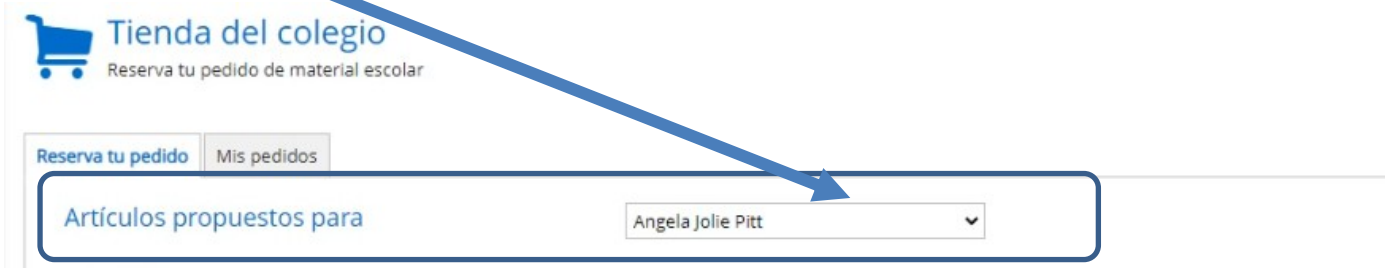 Tienda del colegio
Reserva tu pedido de material escolar
Reserva tu pedido Mis pedidos
Artículos propuestos para Angela Jolie Pitt